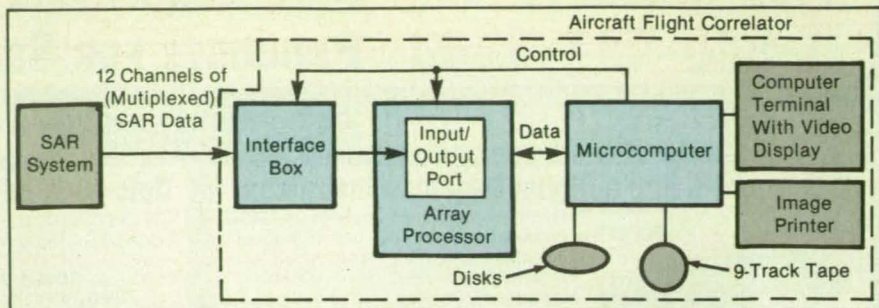 Aircraft Flight Correlator
Control
12 Channels of
(Mutiplexed)
SAR Data
SAR
System
Interface
Box
Input/
Output
Port
Array
Processor
Data
Microcomputer
Computer
Terminal
With Video
Display
Image
Printer
Disks
9-Track Tape